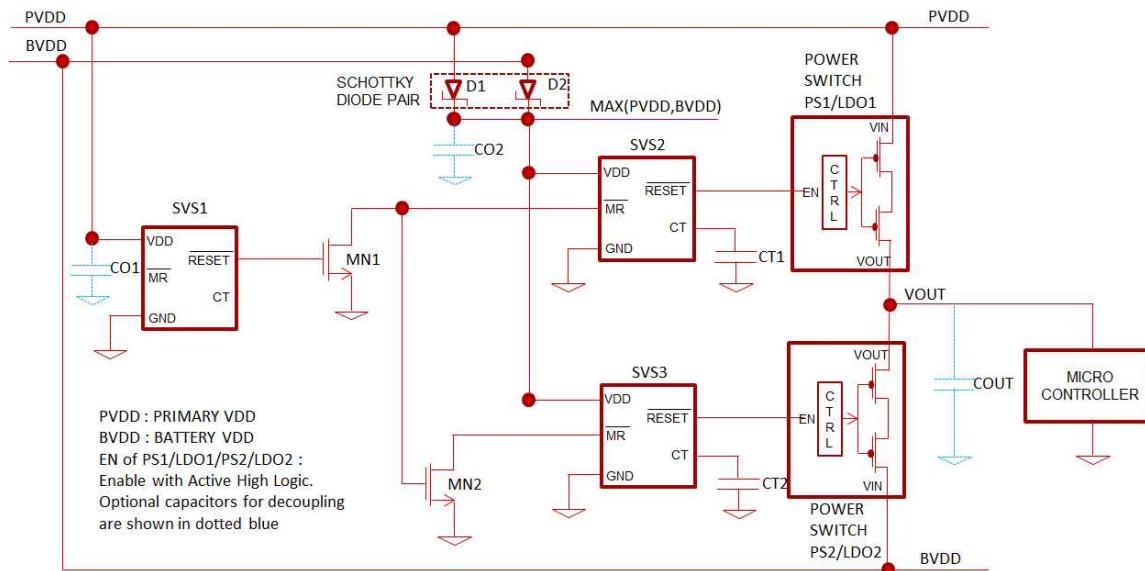 PVDD
PVDD
BVDD
SCHOTTKY
DIODE PAIR
D1
D2
MAX(PVDD,BVDD)
CO2
POWER
SWITCH
PS1/LDO1
VIN
EN
CTRL
VOUT
SVS2
VDD
RESET
MR
CT
GND
CT1
SVS1
VDD
RESET
MR
CT
GND
CO1
MN1
VOUT
COUT
MICRO
CONTROLLER
SVS3
VDD
RESET
MR
CT
GND
CT2
MN2
VOUT
EN
CTRL
VIN
POWER
SWITCH
PS2/LDO2
BVDD
PVDD : PRIMARY VDD
BVDD : BATTERY VDD
EN of PS1/LDO1/PS2/LDO2 :
Enable with Active High Logic.
Optional capacitors for decoupling
are shown in dotted blue